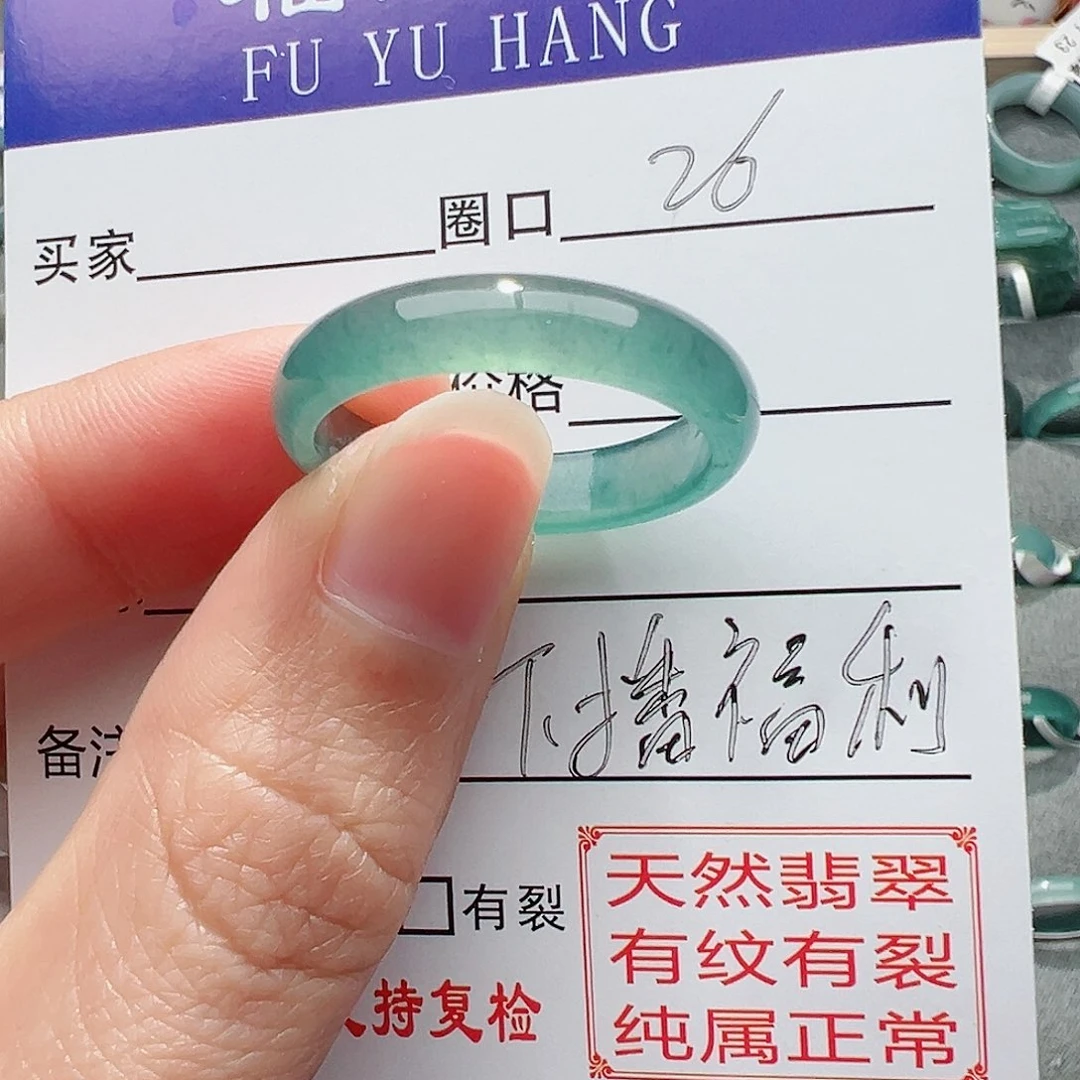 FU YU HANG
买家 圈口 26
价格
下播福利
备注
有裂
持复检
天然翡翠
有纹有裂
纯属正常
23